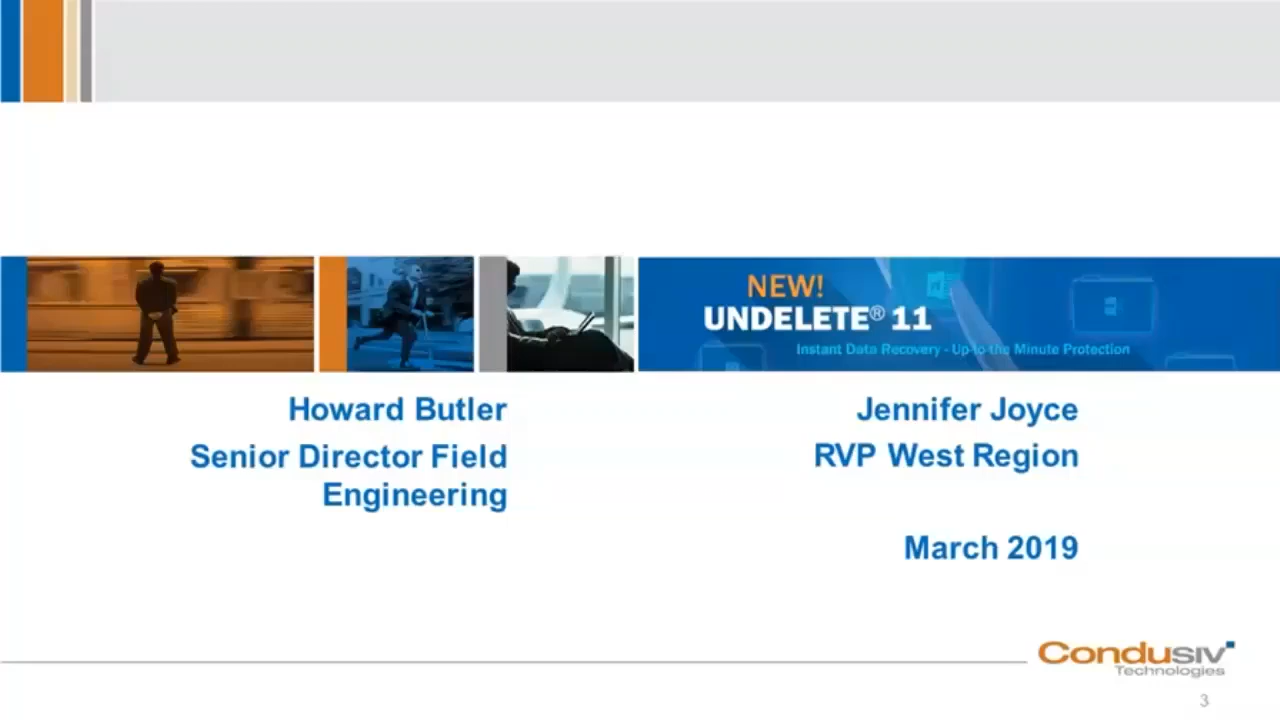 NEW!
UNDELETE® 11
Instant Data Recovery - Up-to-the Minute Protection
Howard Butler
Senior Director Field
Engineering
Jennifer Joyce
RVP West Region
March 2019
Condusiv
Technologies
3